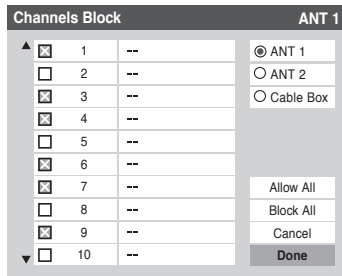 Channels Block ANT 1
1 -- ANT 1
2 -- ANT 2
3 -- Cable Box
4 --
5 --
6 --
7 -- Allow All
8 -- Block All
9 -- Cancel
10 -- Done